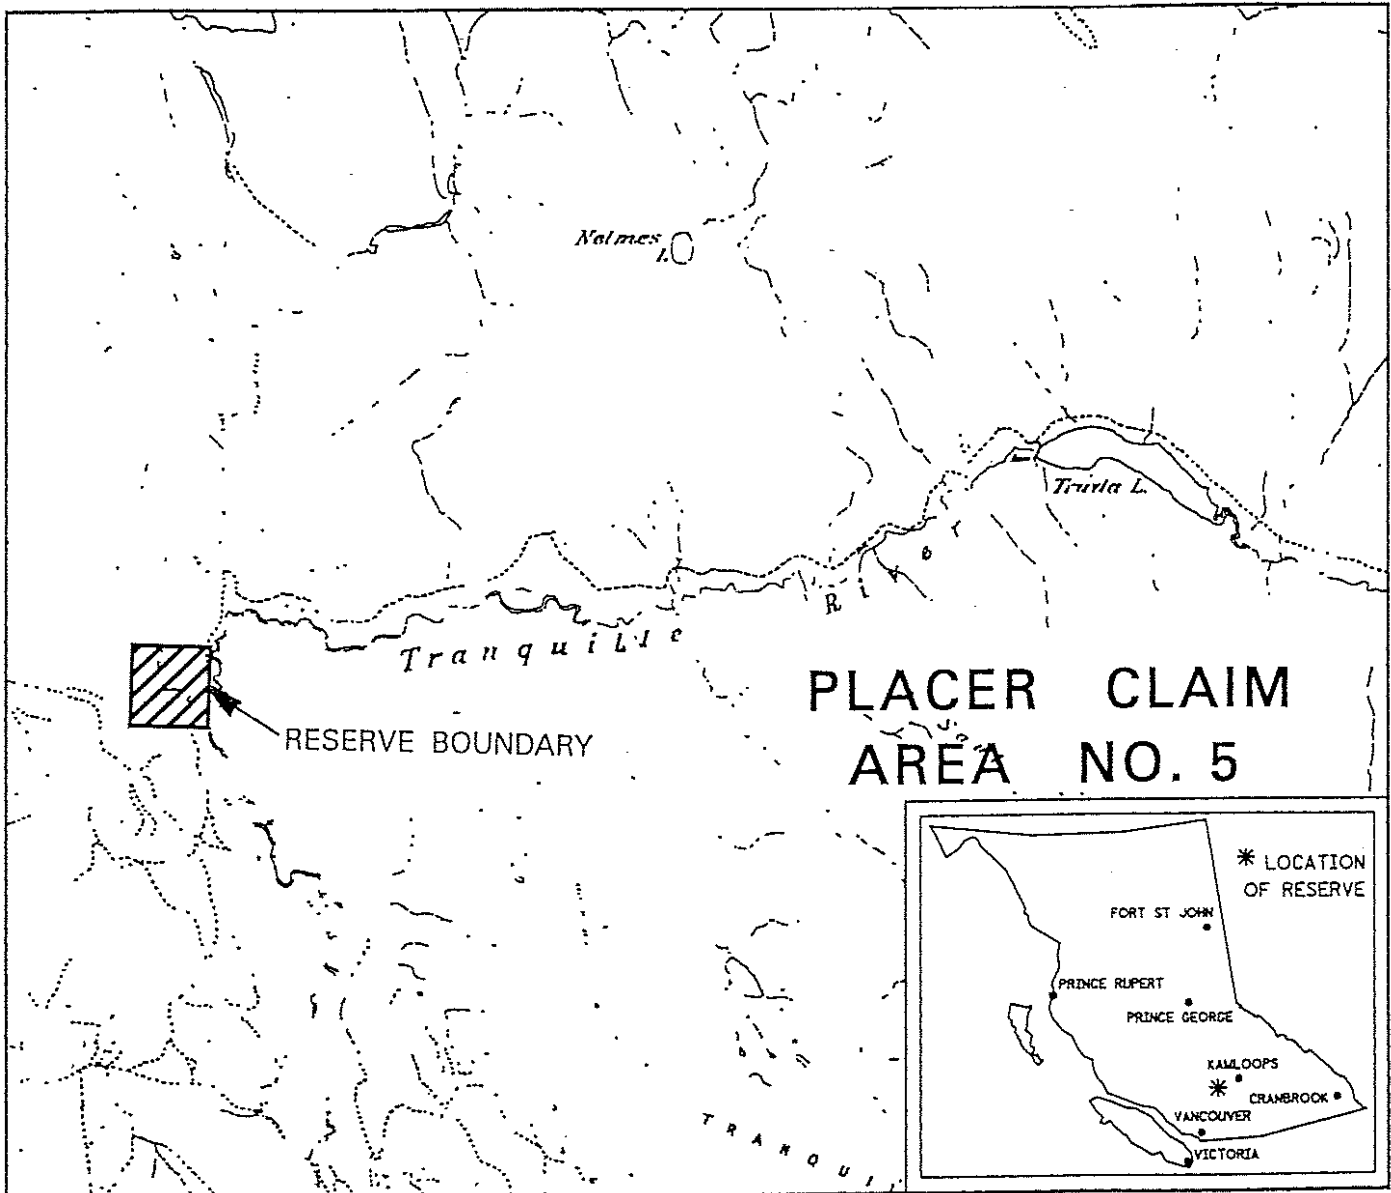 Nelmes
L.
Truda L.
River
Tranquille
RESERVE BOUNDARY
PLACER CLAIM
AREA NO. 5
* LOCATION
OF RESERVE
FORT ST JOHN
PRINCE RUPERT
PRINCE GEORGE
KAMLOOPS
CRANBROOK
VANCOUVER
VICTORIA
TRANQUI